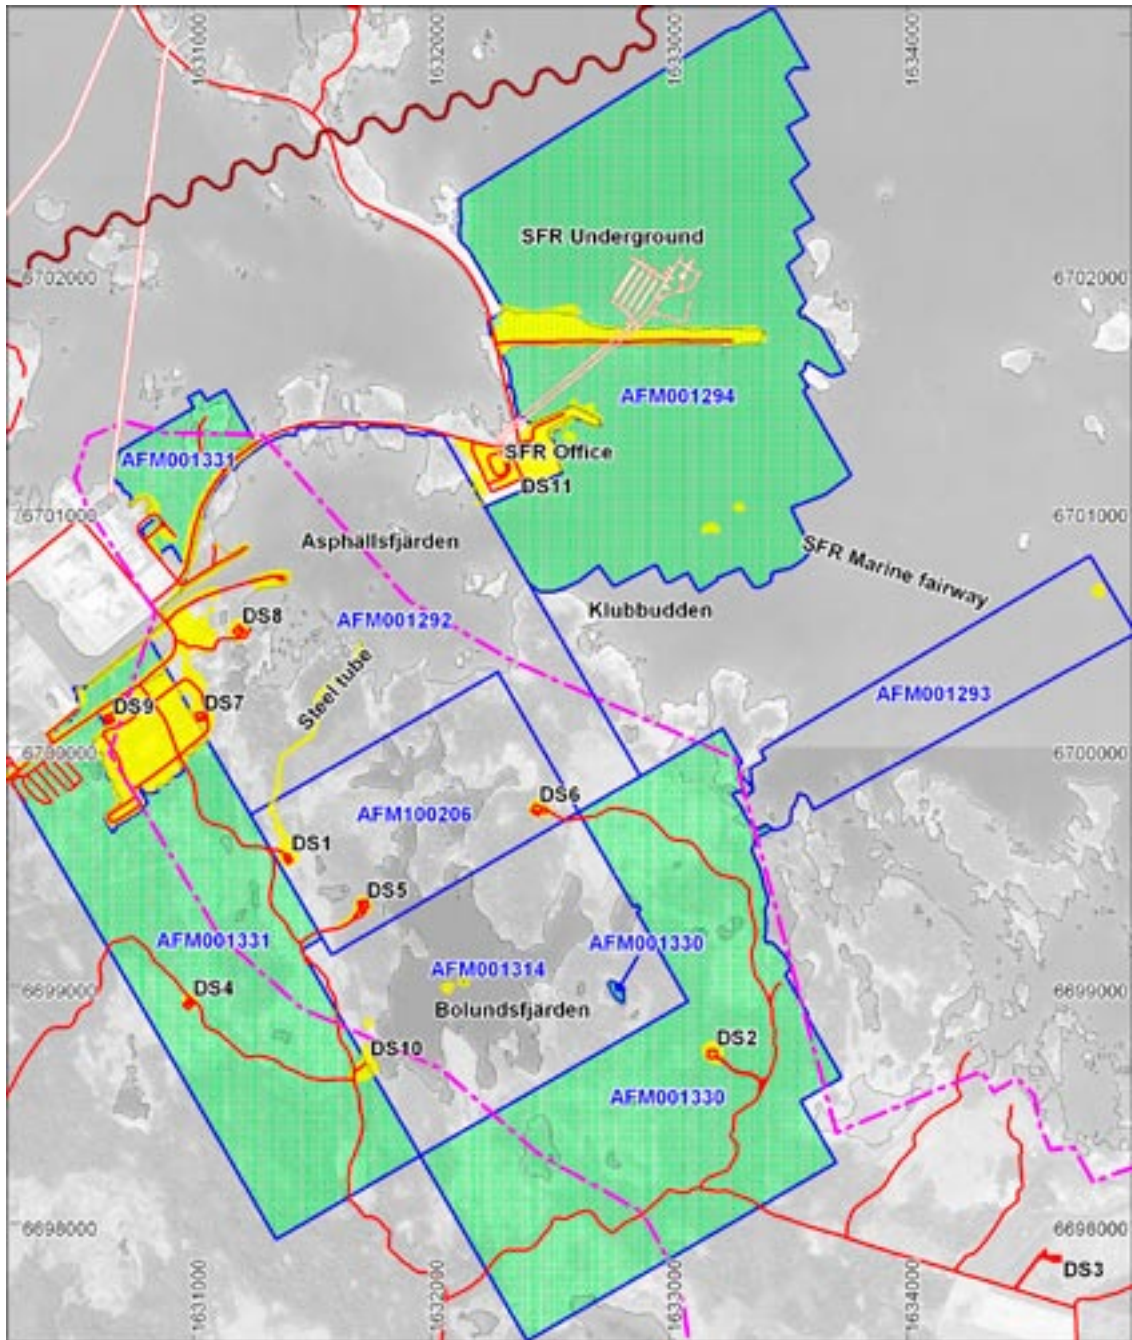 1631000
1632000
1633000
1634000
SFR Underground
6702000
6702000
AFM001294
AFM001331
SFR Office
DS11
6701000
6701000
Asphallsfjärden
SFR Marine fairway
Klubbudden
DS8
AFM001292
Steel tube
AFM001293
DS9
DS7
6700000
6700000
DS6
AFM100206
DS1
DS5
AFM001331
AFM001330
AFM001314
6699000
6699000
DS4
Bolundsfjärden
DS2
DS10
AFM001330
6698000
6698000
DS3
1631000
1632000
1633000
1634000